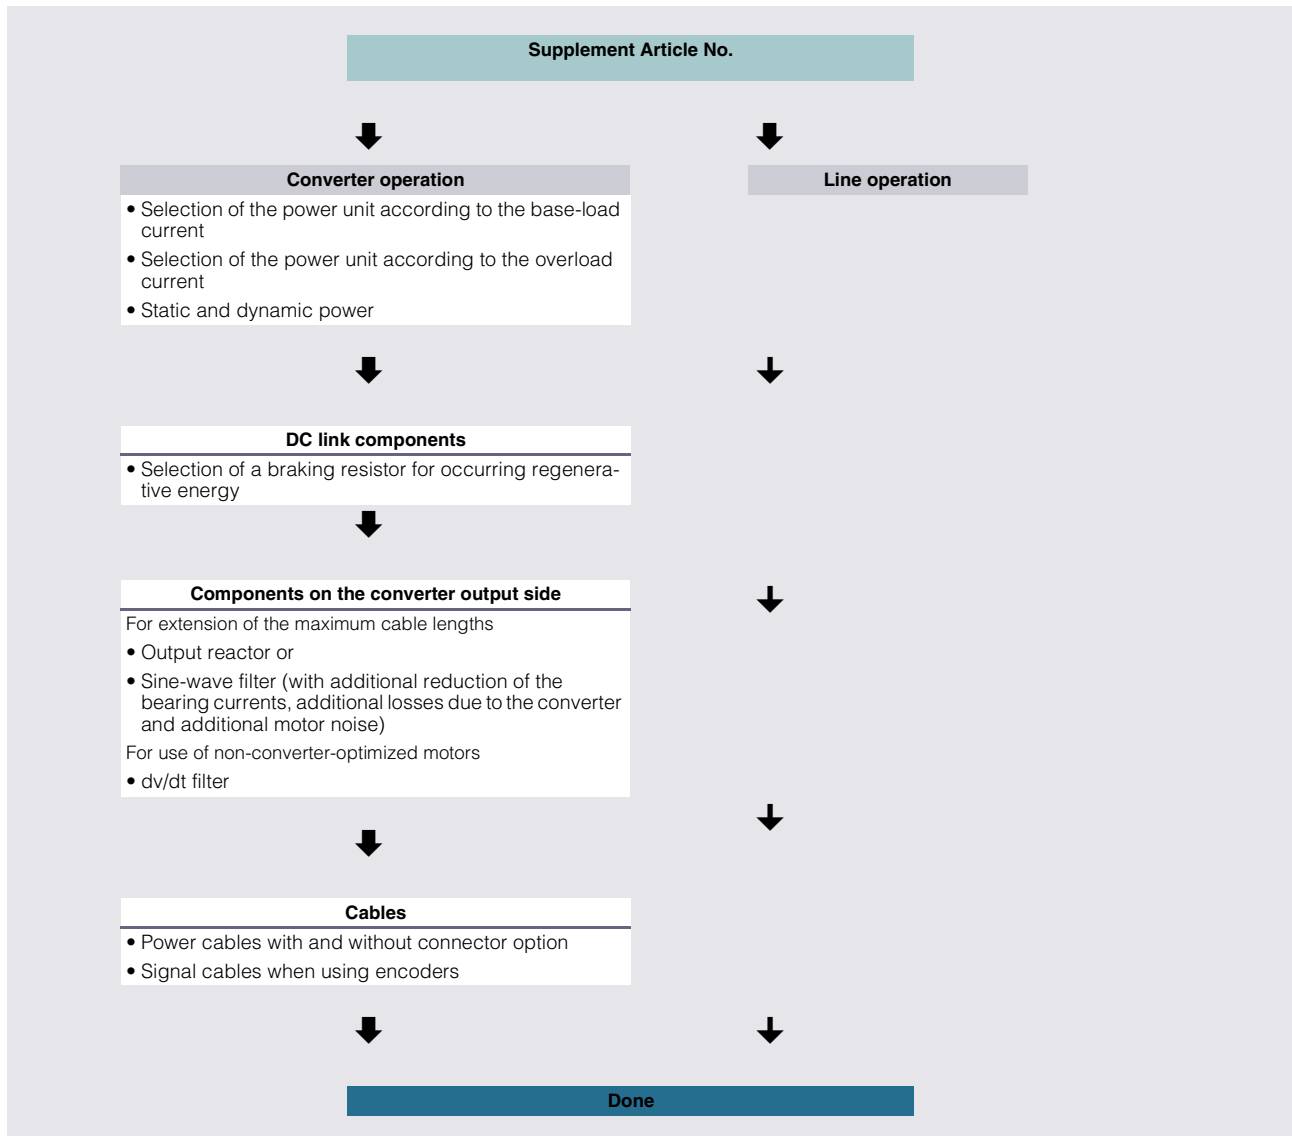 Supplement Article No.
Converter operation
Line operation
• Selection of the power unit according to the base-load
current
• Selection of the power unit according to the overload
current
• Static and dynamic power
DC link components
• Selection of a braking resistor for occurring regenera-
tive energy
Components on the converter output side
For extension of the maximum cable lengths
• Output reactor or
• Sine-wave filter (with additional reduction of the
bearing currents, additional losses due to the converter
and additional motor noise)
For use of non-converter-optimized motors
• dv/dt filter
Cables
• Power cables with and without connector option
• Signal cables when using encoders
Done